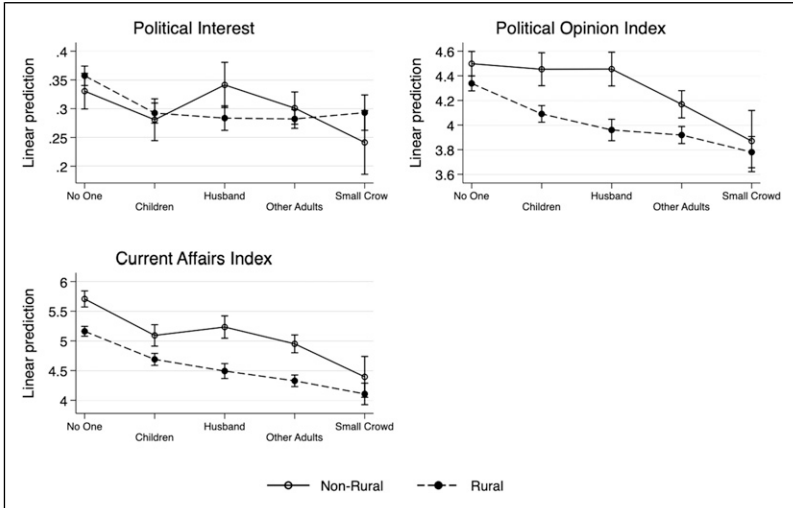 Political Interest
Linear prediction
.4
.35
.3
.25
.2
No One
Children
Husband
Other Adults
Small Crow
Political Opinion Index
Linear prediction
4.6
4.4
4.2
4
3.8
3.6
No One
Children
Husband
Other Adults
Small Crowd
Current Affairs Index
Linear prediction
6
5.5
5
4.5
4
No One
Children
Husband
Other Adults
Small Crowd
Non-Rural
Rural